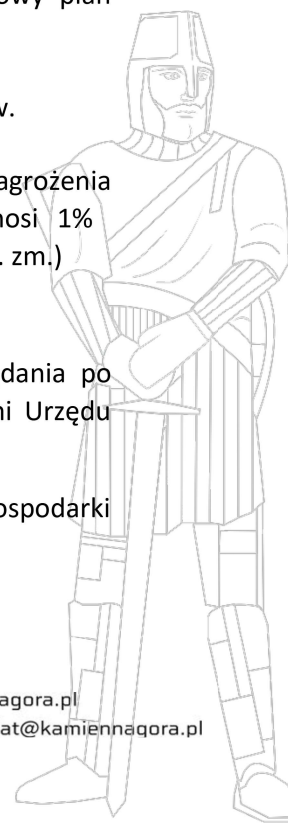 owy plan
w.
agrożenia
nosi 1%
. zm.)
dania po
ni Urzędu
ospodarki
agora.pl
at@kamiennagora.pl